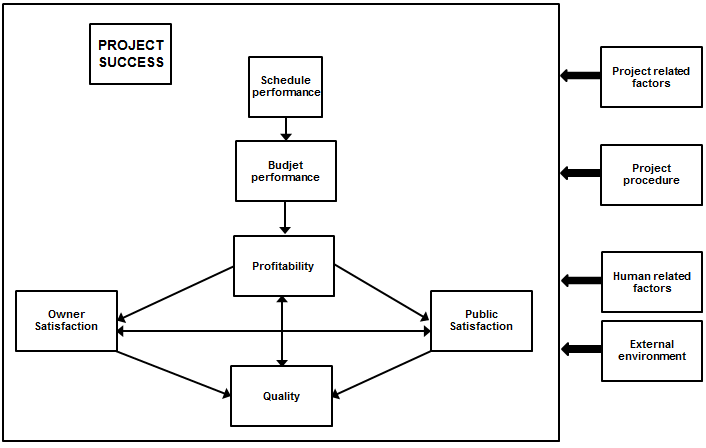 PROJECT
SUCCESS
Schedule
performance
Budjet
performance
Profitability
Owner
Satisfaction
Public
Satisfaction
Quality
Project related
factors
Project
procedure
Human related
factors
External
environment